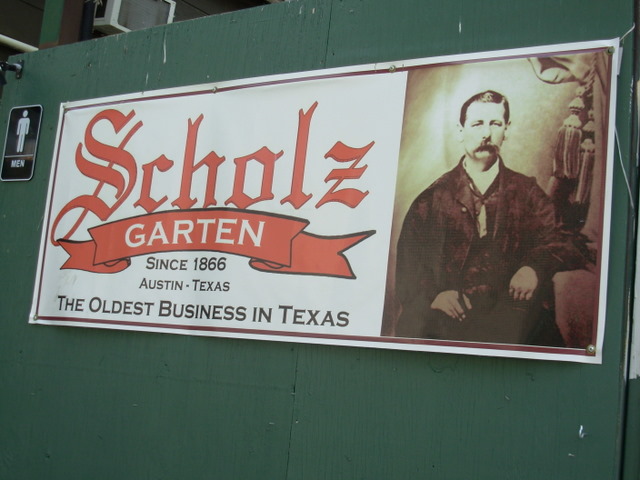 MEN
Scholz
GARTEN
SINCE 1866
AUSTIN - TEXAS
THE OLDEST BUSINESS IN TEXAS